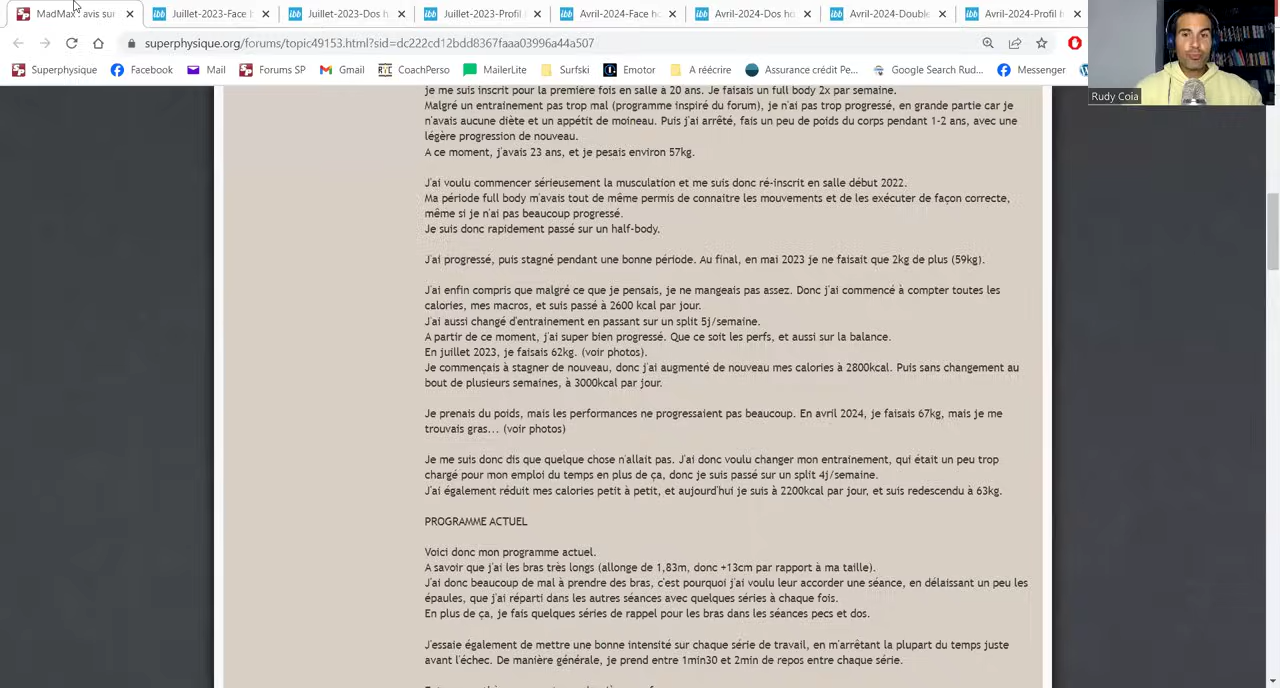 MadMax : avis sur
Juillet-2023-Face h
Juillet-2023-Dos h
Juillet-2023-Profil
Avril-2024-Face ho
Avril-2024-Dos ho
Avril-2024-Double
Avril-2024-Profil h
superphysique.org/forums/topic49153.html?sid=dc222cd12bdd8367faaa03996a44a507
Superphysique
Facebook
Mail
Forums SP
Gmail
CoachPerso
MailerLite
Surfski
Emotor
A réécrire
Assurance crédit Pe...
Google Search Rud...
Messenger
Rudy Coia
je me suis inscrit pour la première fois en salle à 20 ans. Je faisais un full body 2x par semaine.
Malgré un entrainement pas trop mal (programme inspiré du forum), je n'ai pas trop progressé, en grande partie car je
n'avais aucune diète et un appétit de moineau. Puis j'ai arrêté, fais un peu de poids du corps pendant 1-2 ans, avec une
légère progression de nouveau.
A ce moment, j'avais 23 ans, et je pesais environ 57kg.
J'ai voulu commencer sérieusement la musculation et me suis donc ré-inscrit en salle début 2022.
Ma période full body m'avais tout de même permis de connaitre les mouvements et de les exécuter de façon correcte,
même si je n'ai pas beaucoup progressé.
Je suis donc rapidement passé sur un half-body.
J'ai progressé, puis stagné pendant une bonne période. Au final, en mai 2023 je ne faisait que 2kg de plus (59kg).
J'ai enfin compris que malgré ce que je pensais, je ne mangeais pas assez. Donc j'ai commencé à compter toutes les
calories, mes macros, et suis passé à 2600 kcal par jour.
J'ai aussi changé d'entrainement en passant sur un split 5j/semaine.
A partir de ce moment, j'ai super bien progressé. Que ce soit les perfs, et aussi sur la balance.
En juillet 2023, je faisais 62kg. (voir photos).
Je commençais à stagner de nouveau, donc j'ai augmenté de nouveau mes calories à 2800kcal. Puis sans changement au
bout de plusieurs semaines, à 3000kcal par jour.
Je prenais du poids, mais les performances ne progressaient pas beaucoup. En avril 2024, je faisais 67kg, mais je me
trouvais gras... (voir photos)
Je me suis donc dis que quelque chose n'allait pas. J'ai donc voulu changer mon entrainement, qui était un peu trop
chargé pour mon emploi du temps en plus de ça, donc je suis passé sur un split 4j/semaine.
J'ai également réduit mes calories petit à petit, et aujourd'hui je suis à 2200kcal par jour, et suis redescendu à 63kg.
PROGRAMME ACTUEL
Voici donc mon programme actuel.
A savoir que j'ai les bras très longs (allonge de 1,83m, donc +13cm par rapport à ma taille).
J'ai donc beaucoup de mal à prendre des bras, c'est pourquoi j'ai voulu leur accorder une séance, en délaissant un peu les
épaules, que j'ai réparti dans les autres séances avec quelques séries à chaque fois.
En plus de ça, je fais quelques séries de rappel pour les bras dans les séances pecs et dos.
J'essaie également de mettre une bonne intensité sur chaque série de travail, en m'arrêtant la plupart du temps juste
avant l'échec. De manière générale, je prend entre 1min30 et 2min de repos entre chaque série.